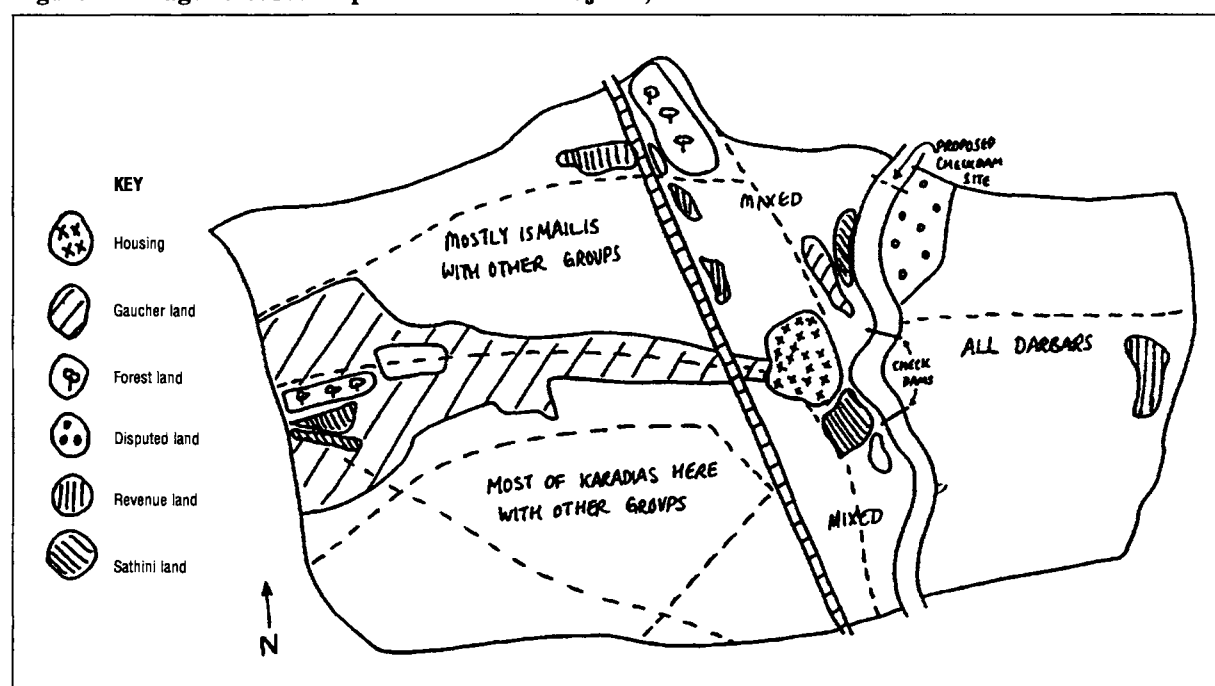 KEY
Housing
Gaucher land
Forest land
Disputed land
Revenue land
Sathini land
N
MOSTLY ISMAILIS
WITH OTHER GROUPS
MIXED
PROPOSED
CHECKDAM
SITE
ALL DARBARS
CHECK
DAMS
MOST OF KARADIAS HERE
WITH OTHER GROUPS
MIXED